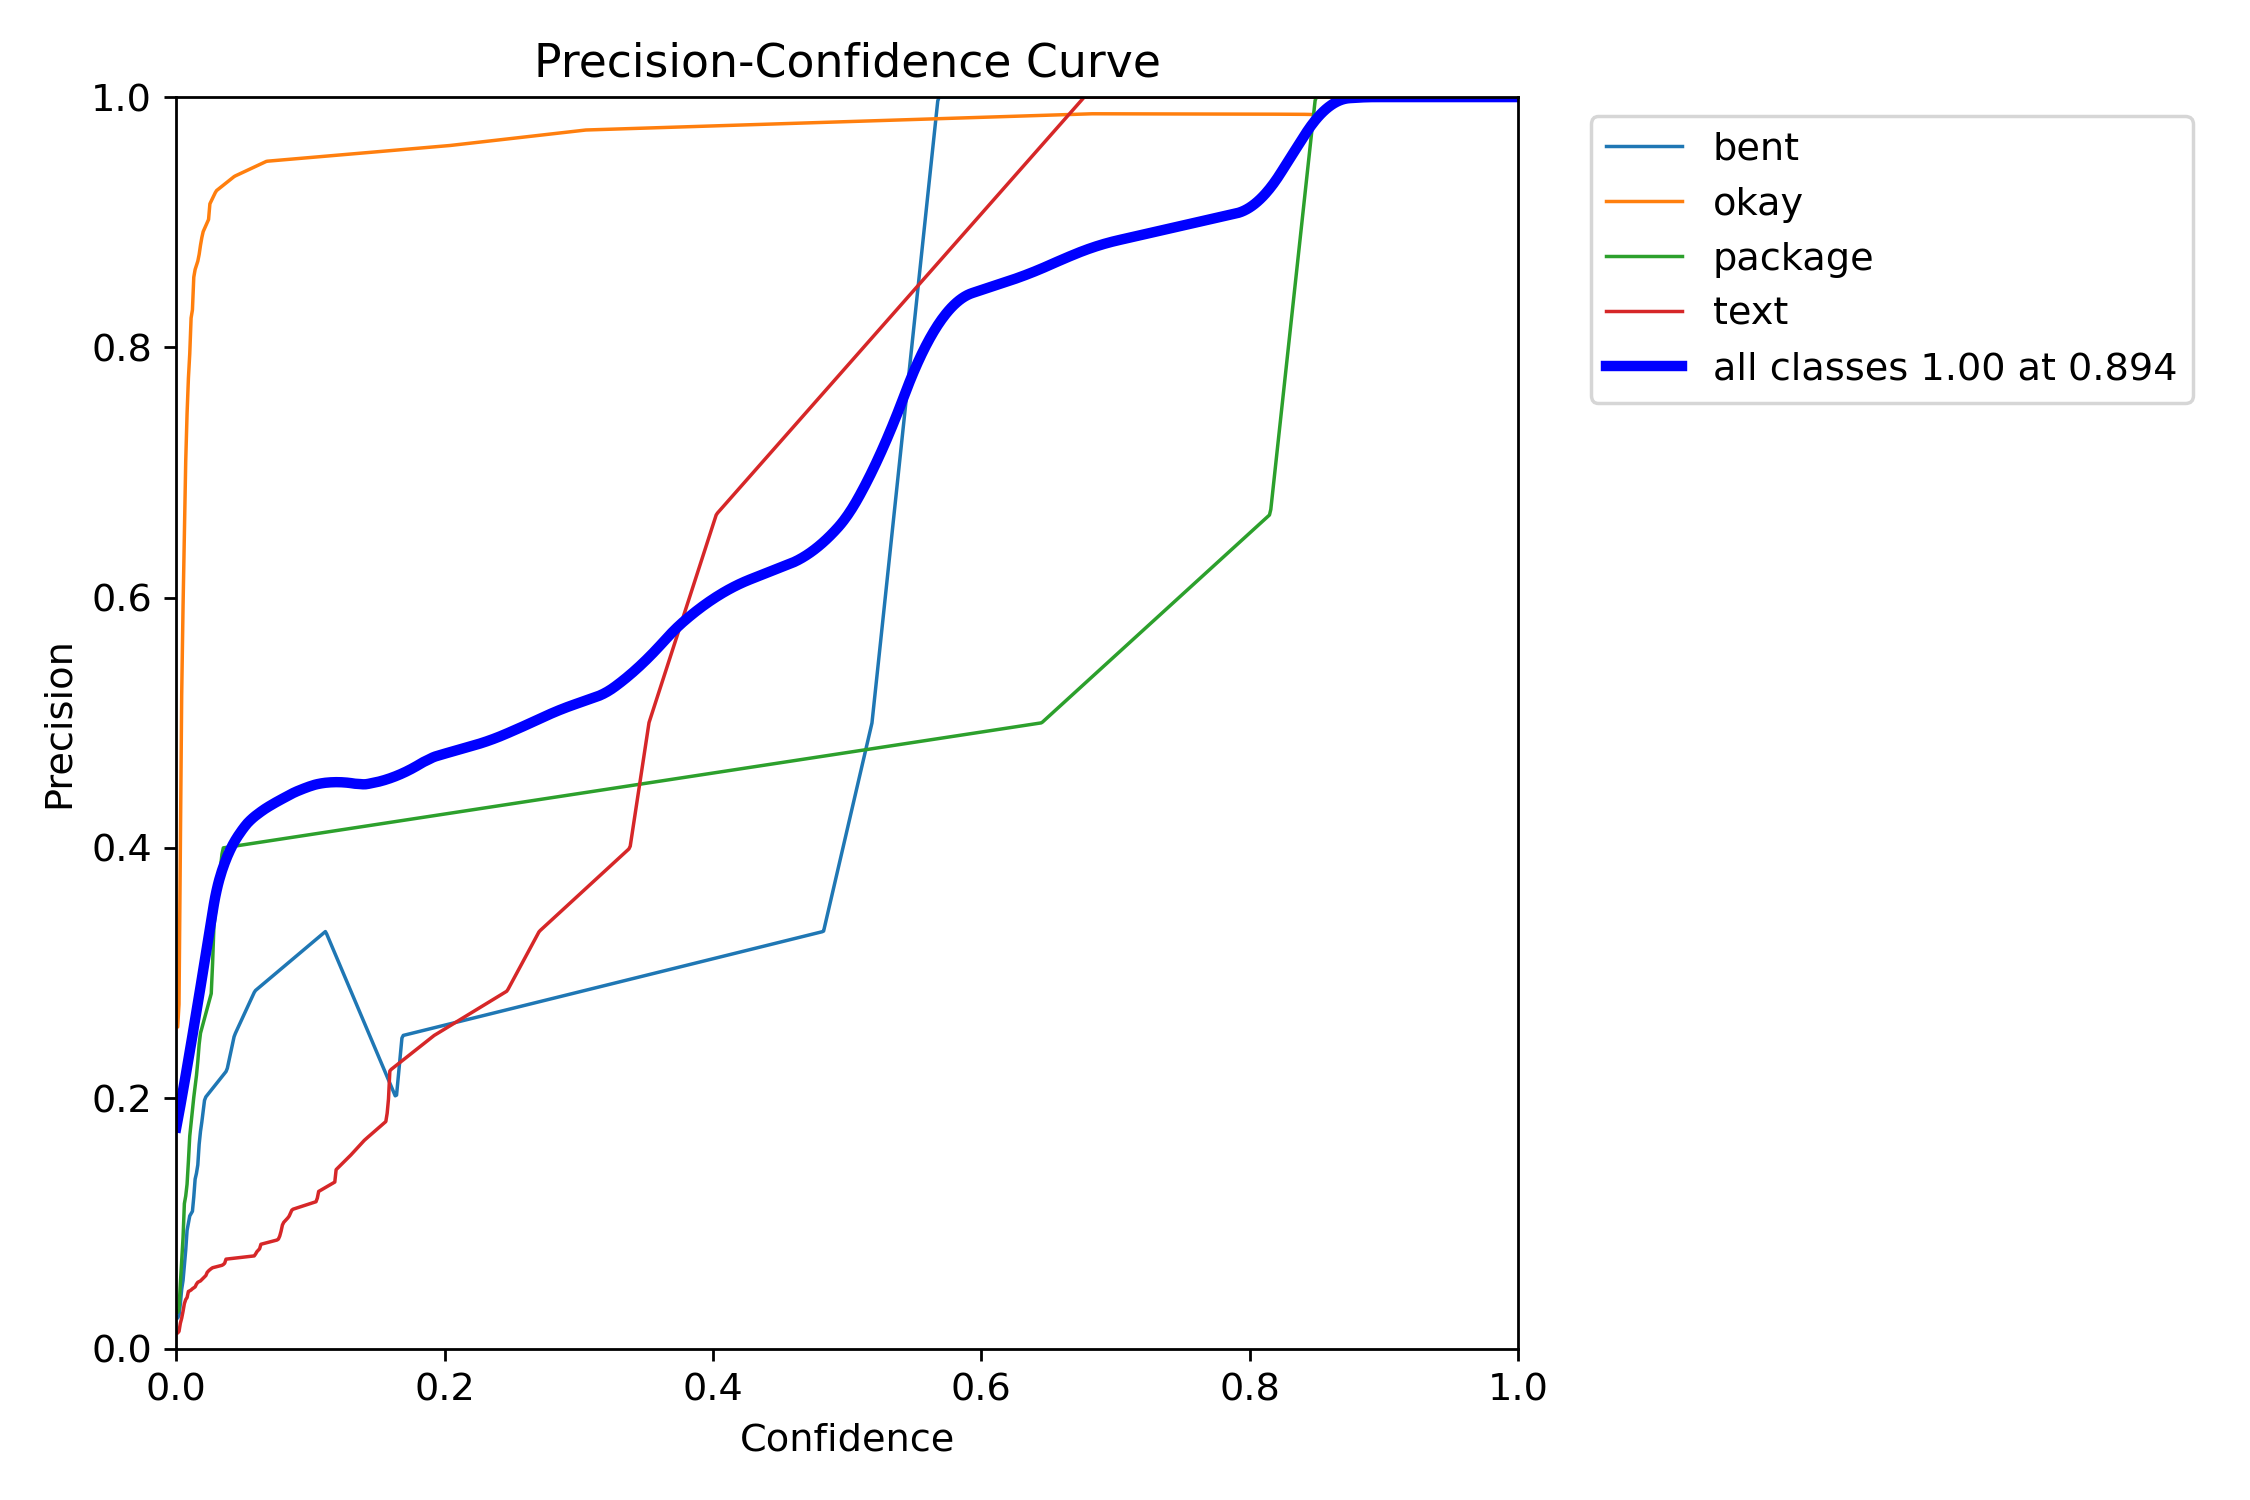 Precision-Confidence Curve
1.0
0.8
0.6
0.4
0.2
0.0
Precision
0.0 0.2 0.4 0.6 0.8 1.0
Confidence
bent
okay
package
text
all classes 1.00 at 0.894